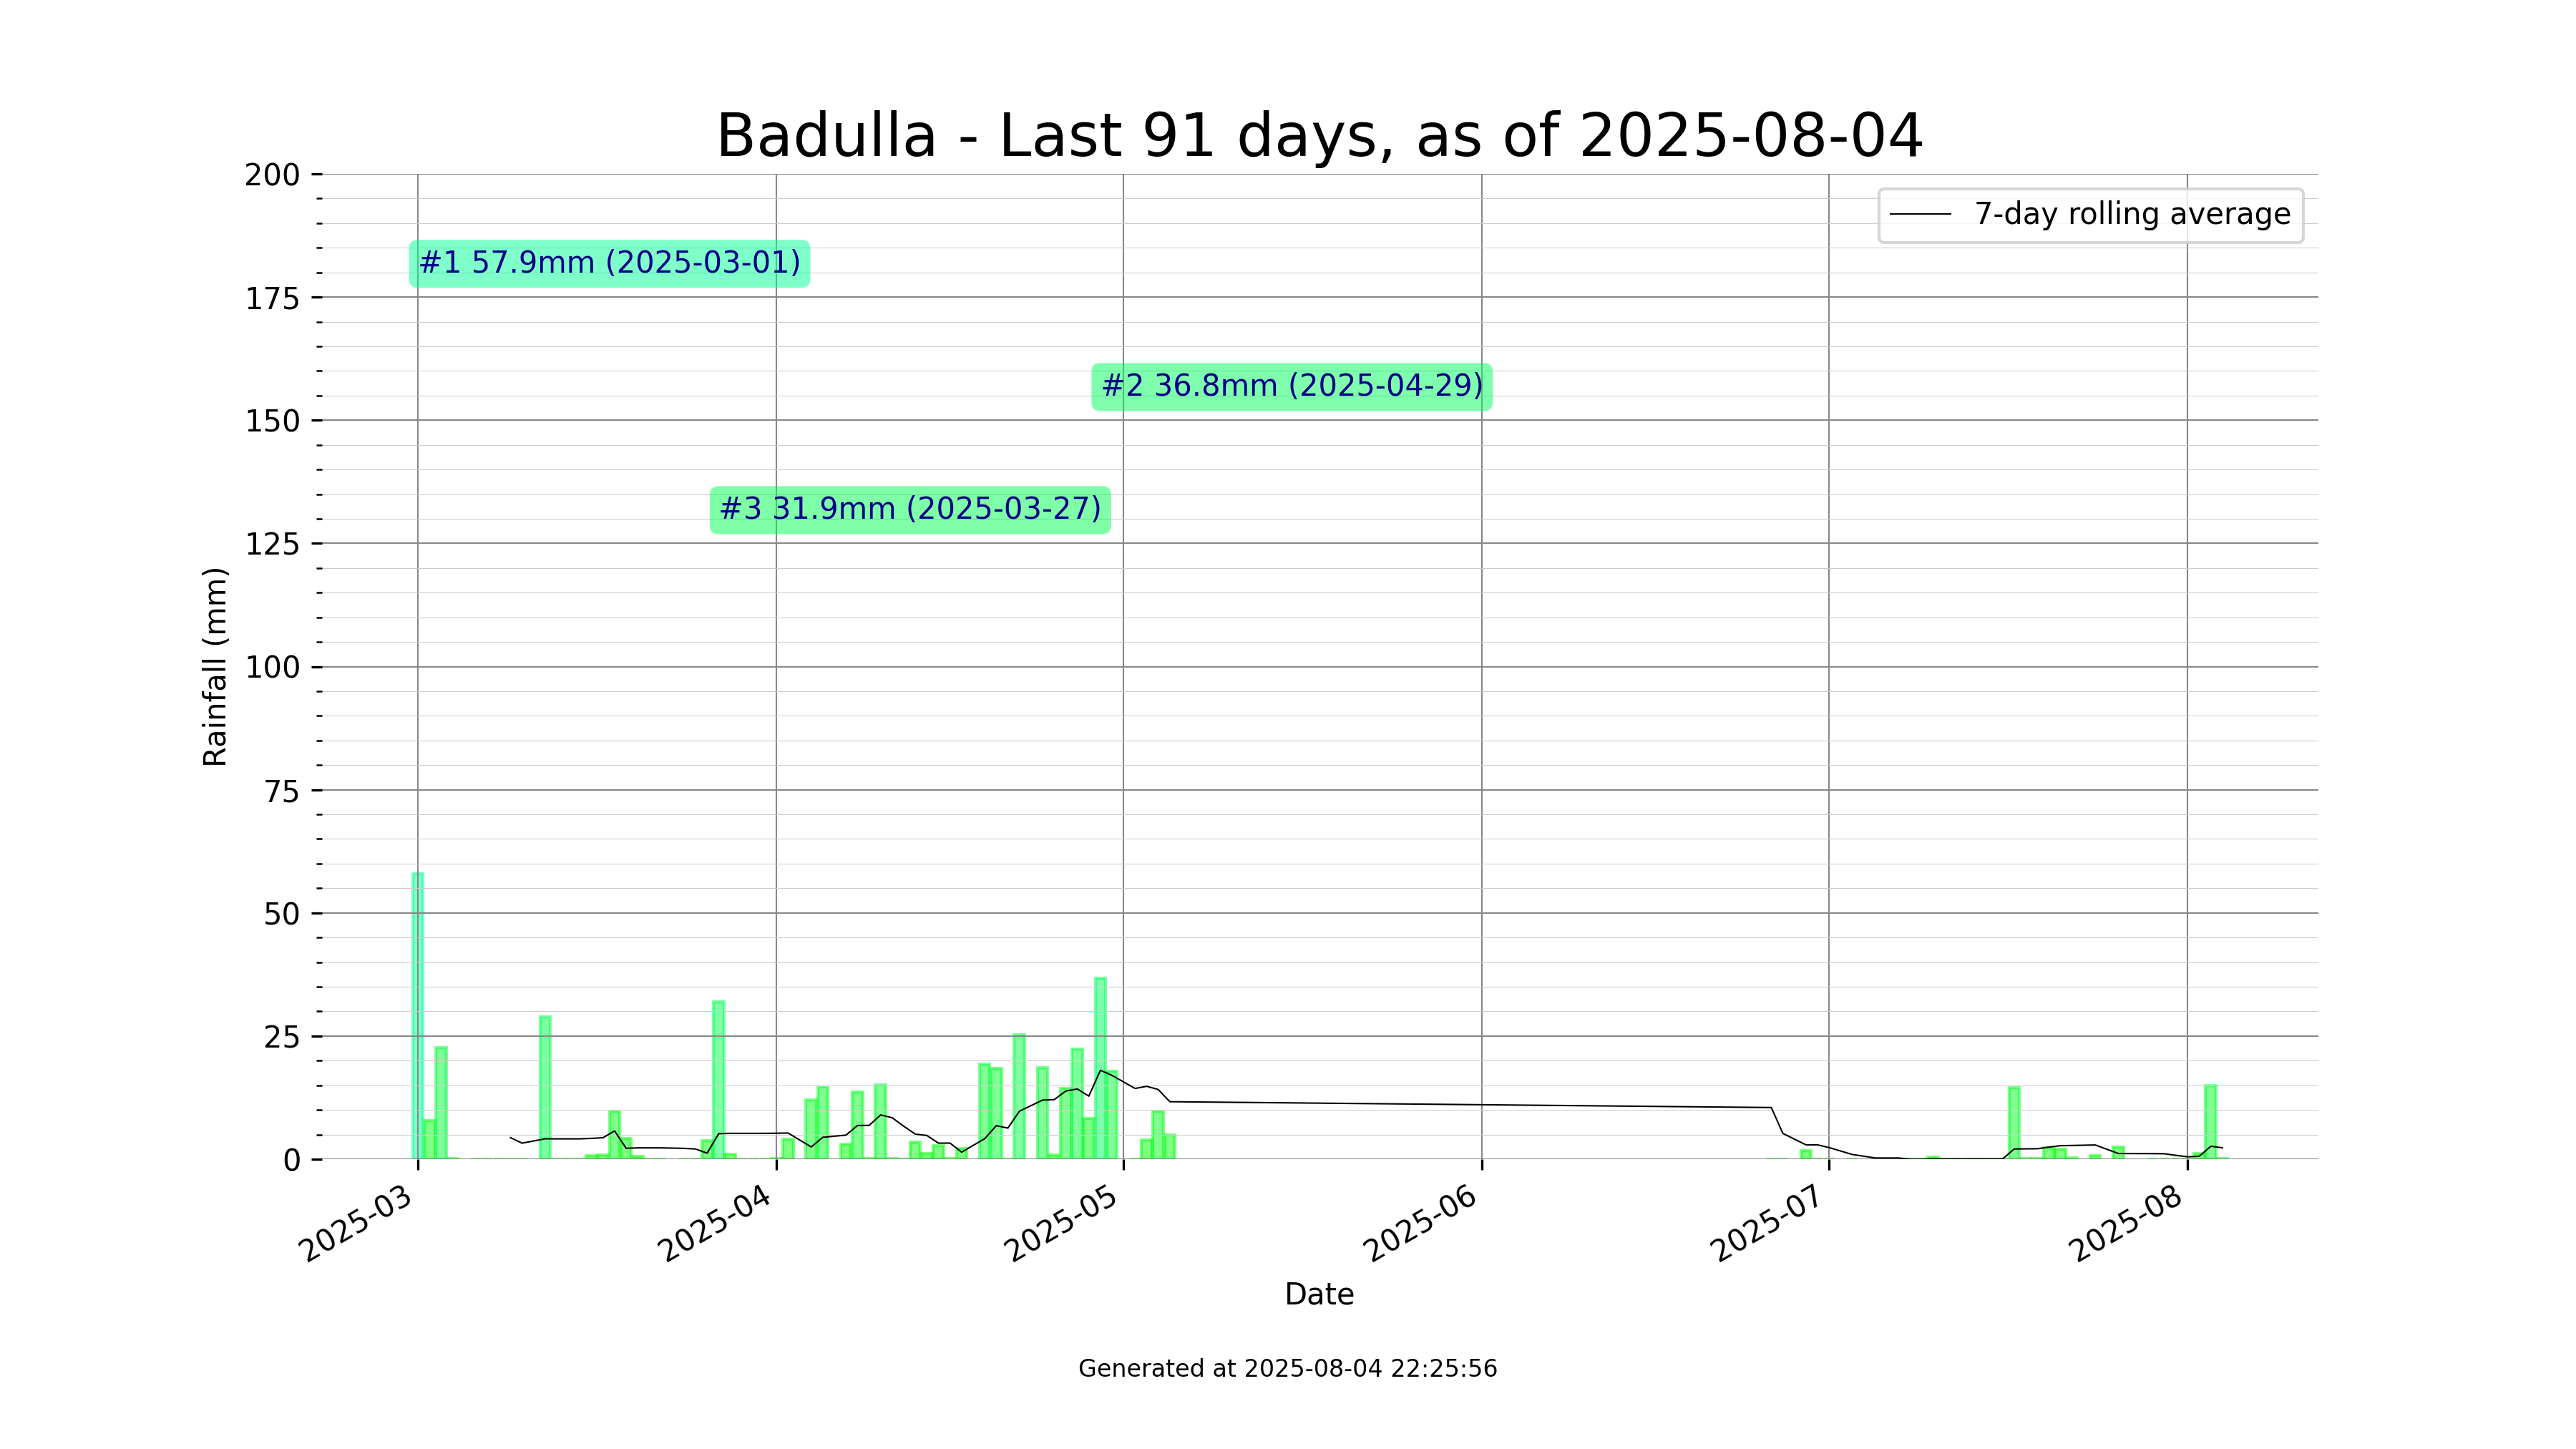 Badulla - Last 91 days, as of 2025-08-04
200
175
150
125
100
75
50
25
0
Rainfall (mm)
7-day rolling average
#1 57.9mm (2025-03-01)
#2 36.8mm (2025-04-29)
#3 31.9mm (2025-03-27)
2025-03
2025-04
2025-05
2025-06
2025-07
2025-08
Date
Generated at 2025-08-04 22:25:56